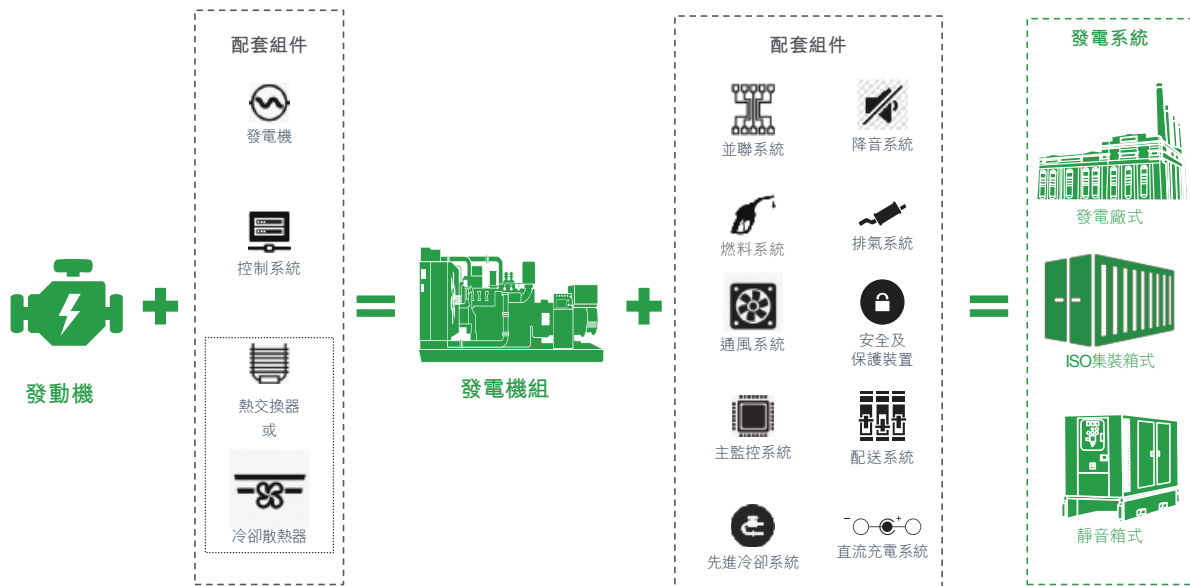 發動機
配套組件
發電機
控制系統
熱交換器
或
冷卻散熱器
發電機組
配套組件
並聯系統
降音系統
燃料系統
排氣系統
通風系統
安全及
保護裝置
主監控系統
配送系統
先進冷卻系統
直流充電系統
發電系統
發電廠式
ISO集裝箱式
靜音箱式